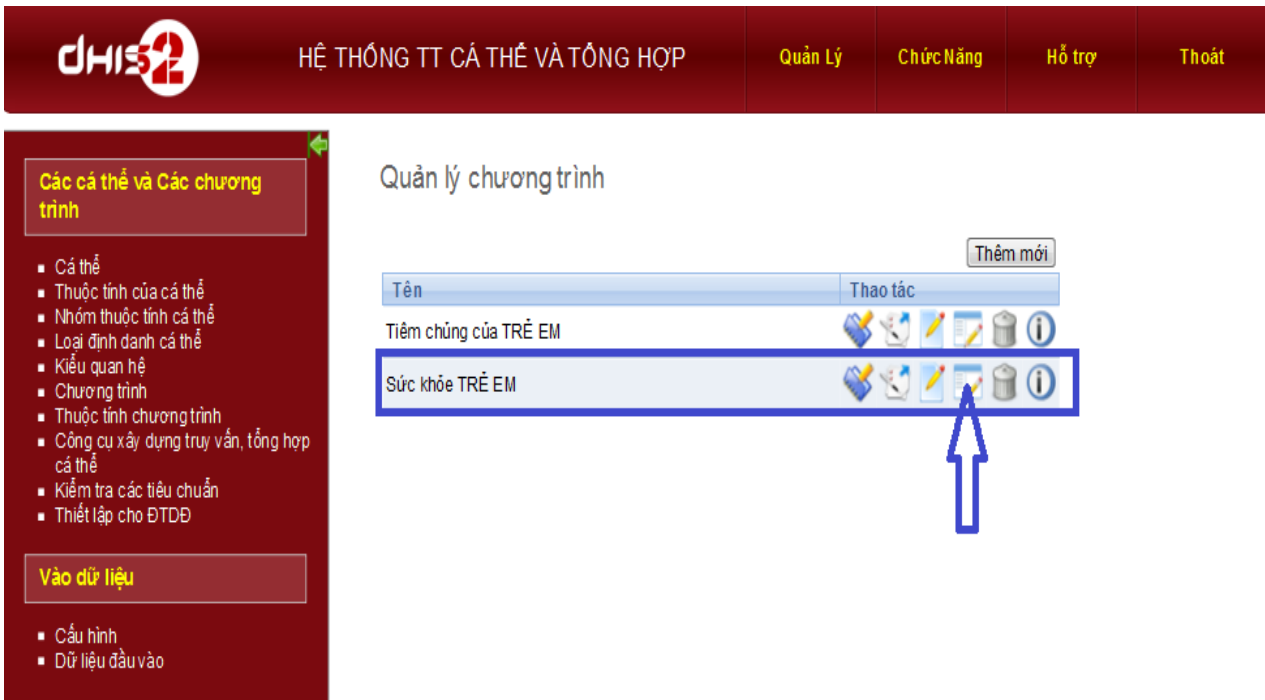 dHIS2
HỆ THỐNG TT CÁ THỂ VÀ TỔNG HỢP
Quản Lý
Chức Năng
Hỗ trợ
Thoát
Các cá thể và Các chương
trình
Cá thể
Thuộc tính của cá thể
Nhóm thuộc tính cá thể
Loại định danh cá thể
Kiểu quan hệ
Chương trình
Thuộc tính chương trình
Công cụ xây dựng truy vấn, tổng hợp
cá thể
Kiểm tra các tiêu chuẩn
Thiết lập cho ĐTDĐ
Vào dữ liệu
Cấu hình
Dữ liệu đầu vào
Quản lý chương trình
Thêm mới
Tên Thao tác
Tiêm chủng của TRẺ EM
Sức khỏe TRẺ EM